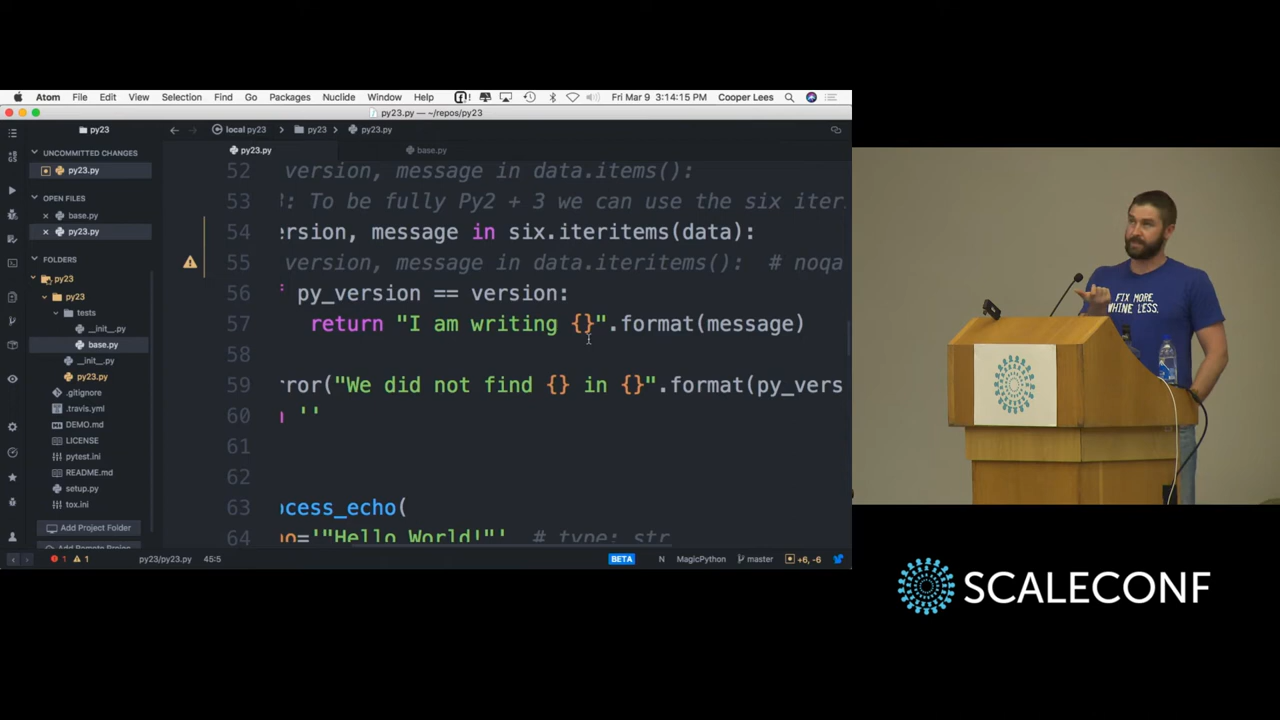 Atom File Edit View Selection Find Go Packages Nuclide Window Help Fri Mar 9 3:14:15 PM Cooper Lees
py23.py — ~/repos/py23
py23
local py23 py23 py23.py
UNCOMMITTED CHANGES
py23.py
OPEN FILES
base.py
py23.py
FOLDERS
py23
py23
tests
__init__.py
base.py
__init__.py
py23.py
.gitignore
.travis.yml
DEMO.md
LICENSE
pytest.ini
README.md
setup.py
tox.ini
Add Project Folder
py23.py base.py
52 version, message in data.items():
53 : To be fully Py2 + 3 we can use the six iter
54 ersion, message in six.iteritems(data):
55 version, message in data.iteritems(): # noqa
56 py_version == version:
57 return "I am writing {}".format(message)
58
59 rror("We did not find {} in {}".format(py_vers
60 n ''
61
62
63 ocess_echo(
64 ho='"Hello World!"' # type: str
1 1 py23/py23.py 45:5 BETA N MagicPython master +6, -6
FIX MORE,
WHINE LESS.
SCALECONF